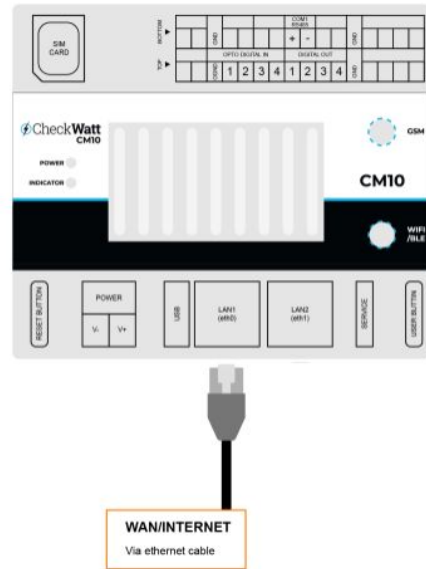 SIM
CARD
BOTTOM
TOP
GND
COM1
RS485
+ -
GND
OPTO DIGITAL IN
DIGITAL OUT
OGND
1 2 3 4 1 2 3 4
GND
CheckWatt
CM10
POWER
INDICATOR
GSM
CM10
WIFI
/BLE
RESET BUTTON
POWER
V- V+
USB
LAN1
(eth0)
LAN2
(eth1)
SERVICE
USER BUTTIN
WAN/INTERNET
Via ethernet cable